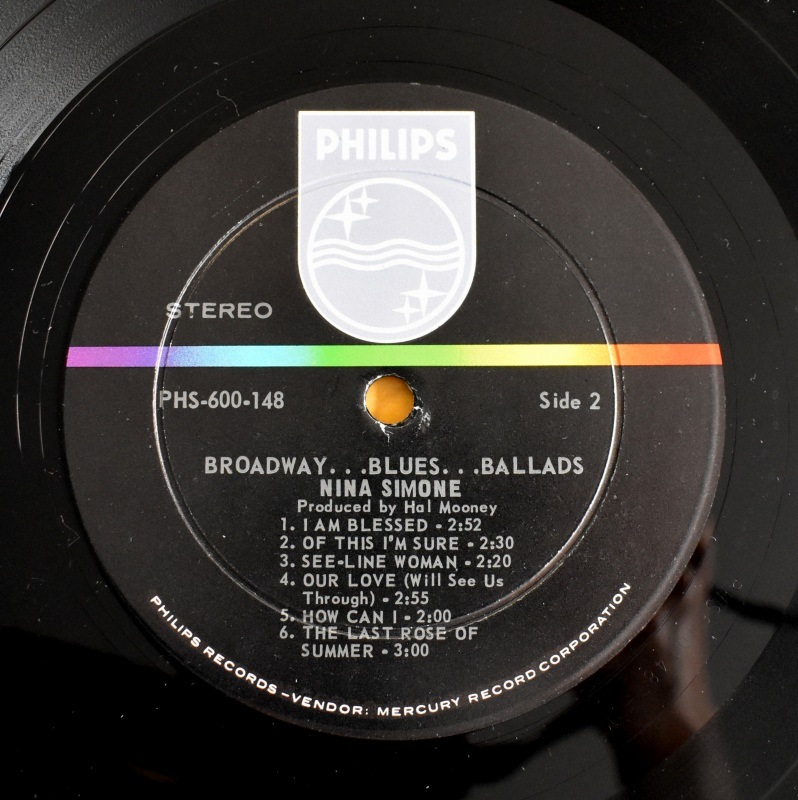 PHILIPS
STEREO
PHS-600-148
Side 2
BROADWAY. . .BLUES. . .BALLADS
NINA SIMONE
Produced by Hal Mooney
1. I AM BLESSED - 2:52
2. OF THIS I'M SURE - 2:30
3. SEE-LINE WOMAN - 2:20
4. OUR LOVE (Will See Us
Through) - 2:55
5. HOW CAN I - 2:00
6. THE LAST ROSE OF
SUMMER - 3:00
PHILIPS RECORDS-VENDOR: MERCURY RECORD CORPORATION